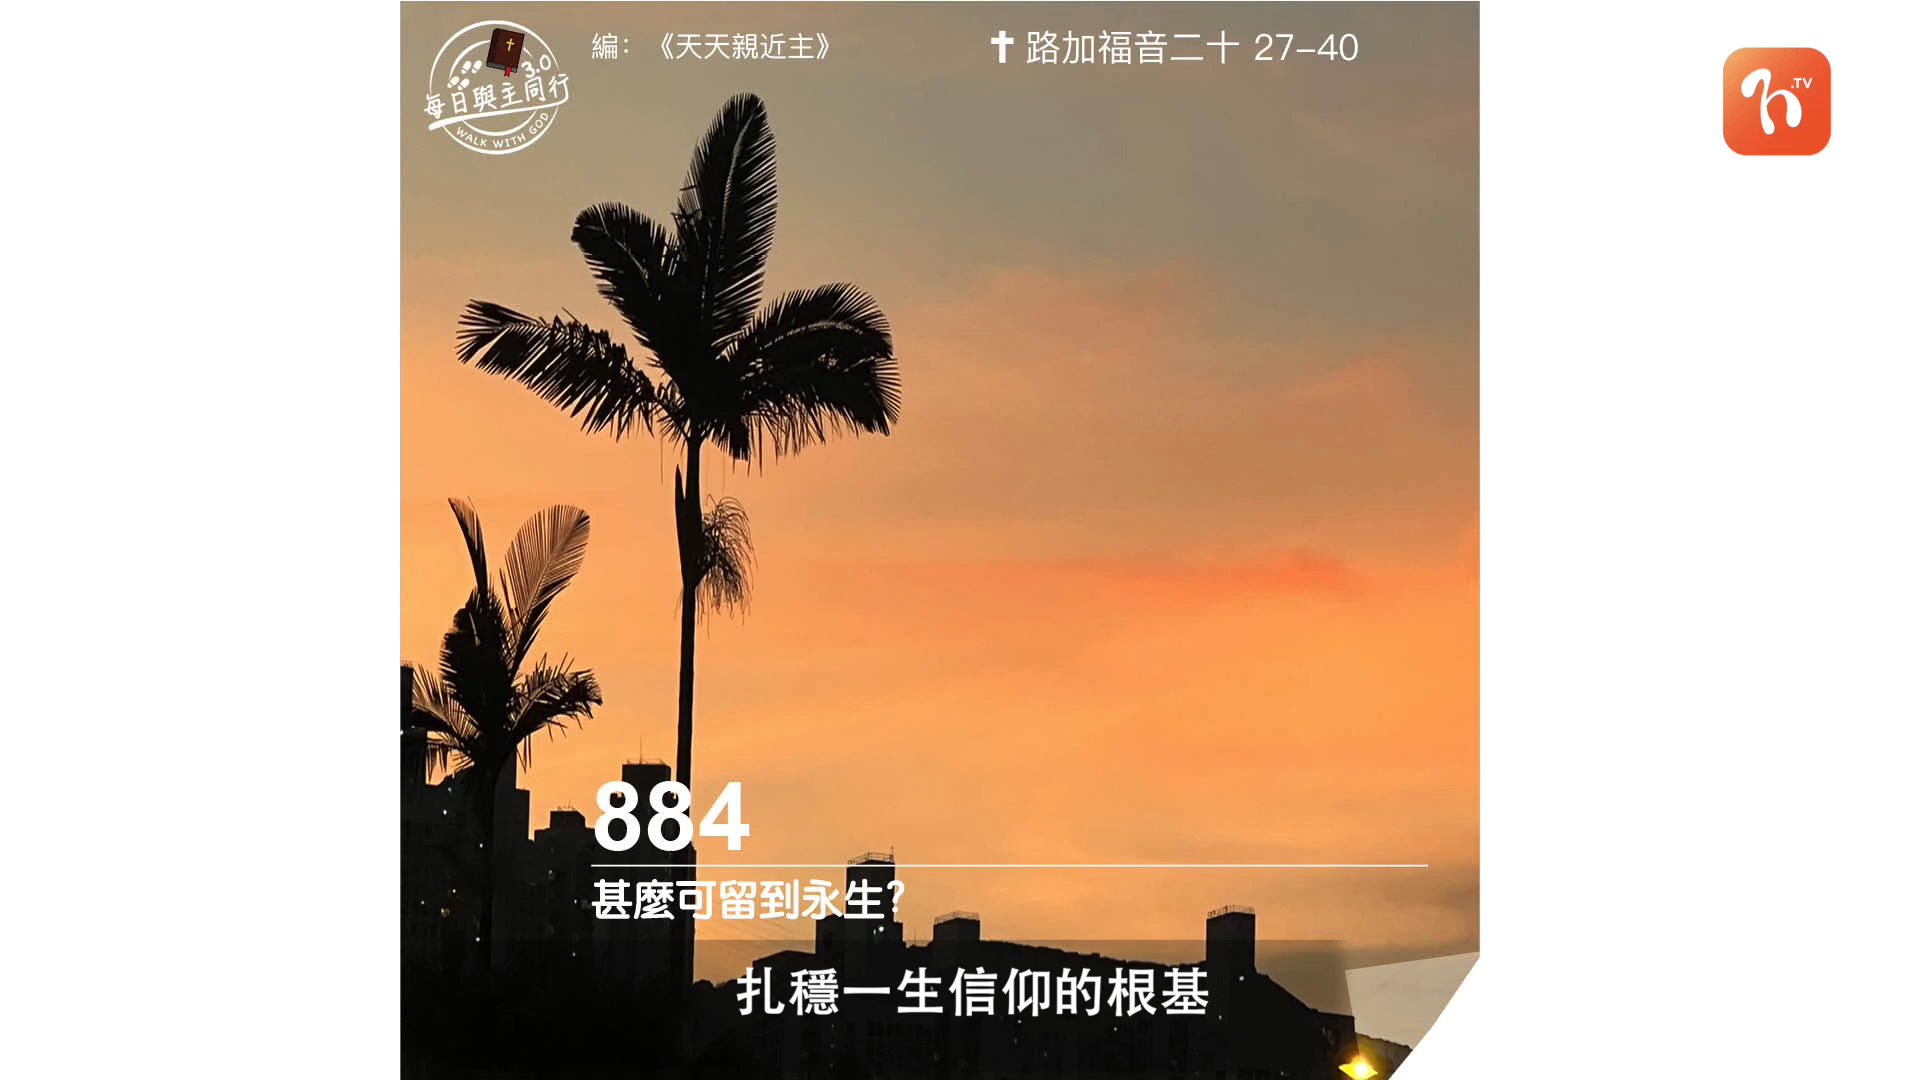 3.0
每日與主同行
WALK WITH GOD
編：《天天親近主》
路加福音二十 27-40
h.TV
884
甚麼可留到永生?
扎穩一生信仰的根基